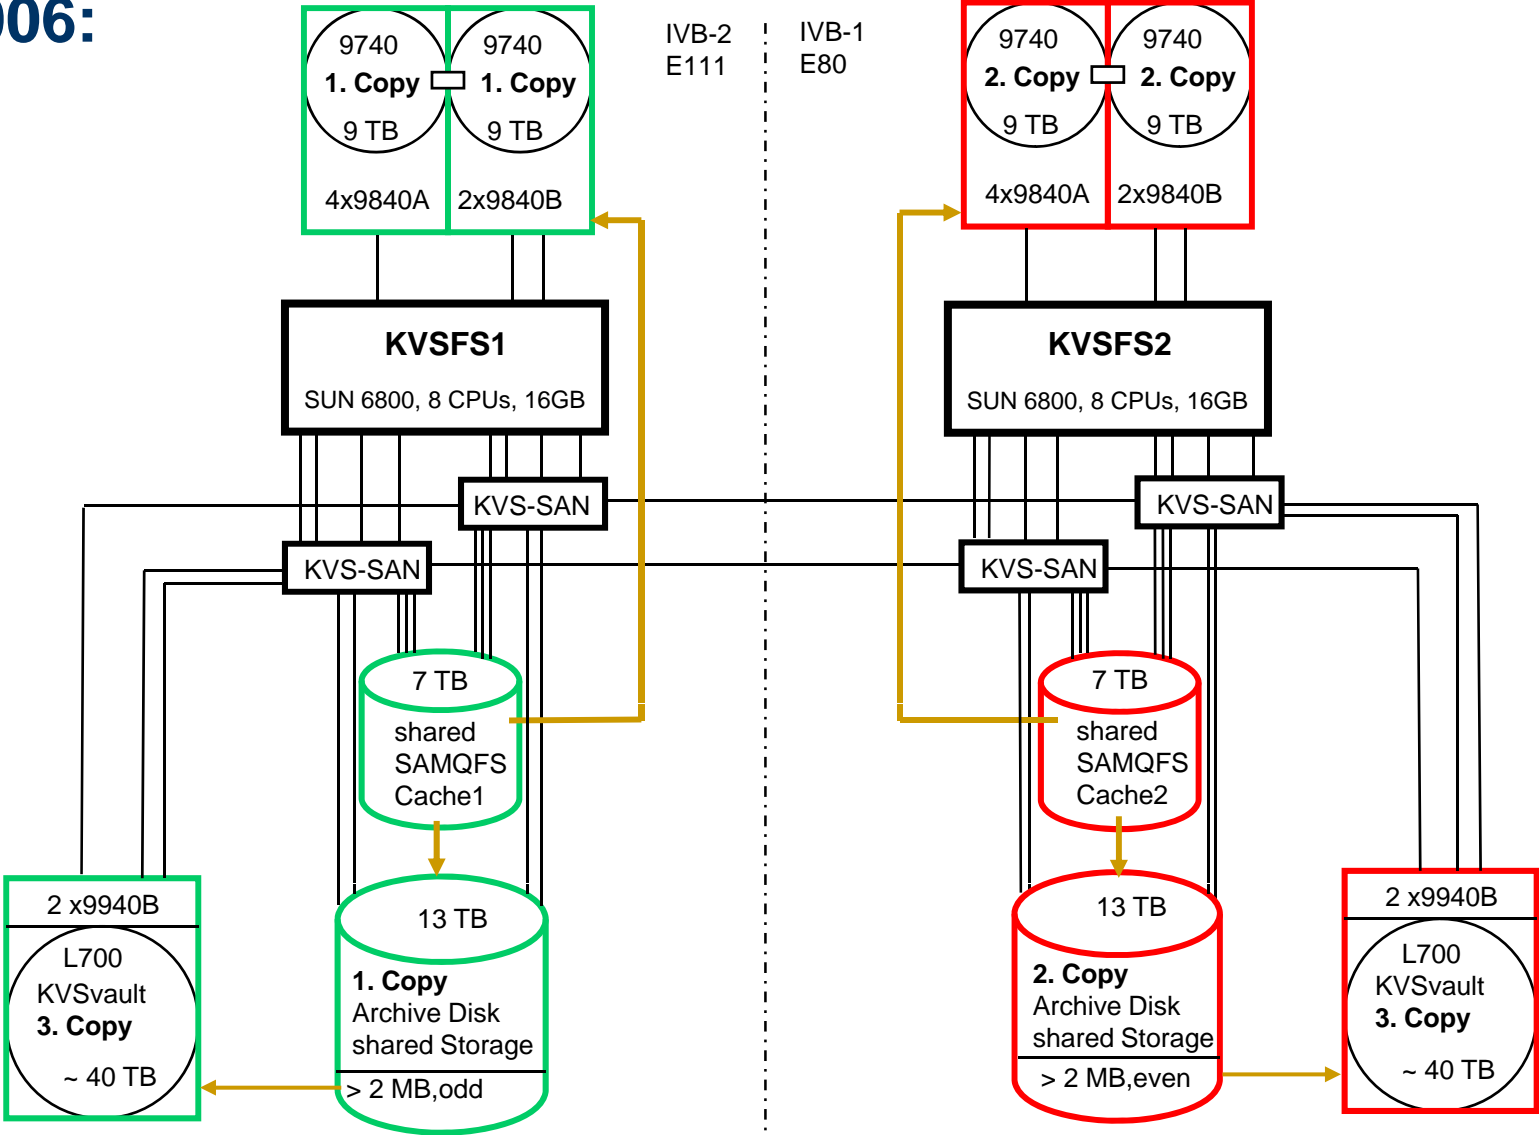 006:
9740
1. Copy
9 TB
4x9840A
9740
1. Copy
9 TB
2x9840B
IVB-2
E111
IVB-1
E80
9740
2. Copy
9 TB
4x9840A
9740
2. Copy
9 TB
2x9840B
KVSFS1
SUN 6800, 8 CPUs, 16GB
KVSFS2
SUN 6800, 8 CPUs, 16GB
KVS-SAN
KVS-SAN
KVS-SAN
KVS-SAN
7 TB
shared
SAMQFS
Cache1
7 TB
shared
SAMQFS
Cache2
2 x9940B
L700
KVSvault
3. Copy
~ 40 TB
13 TB
1. Copy
Archive Disk
shared Storage
> 2 MB,odd
13 TB
2. Copy
Archive Disk
shared Storage
> 2 MB,even
2 x9940B
L700
KVSvault
3. Copy
~ 40 TB